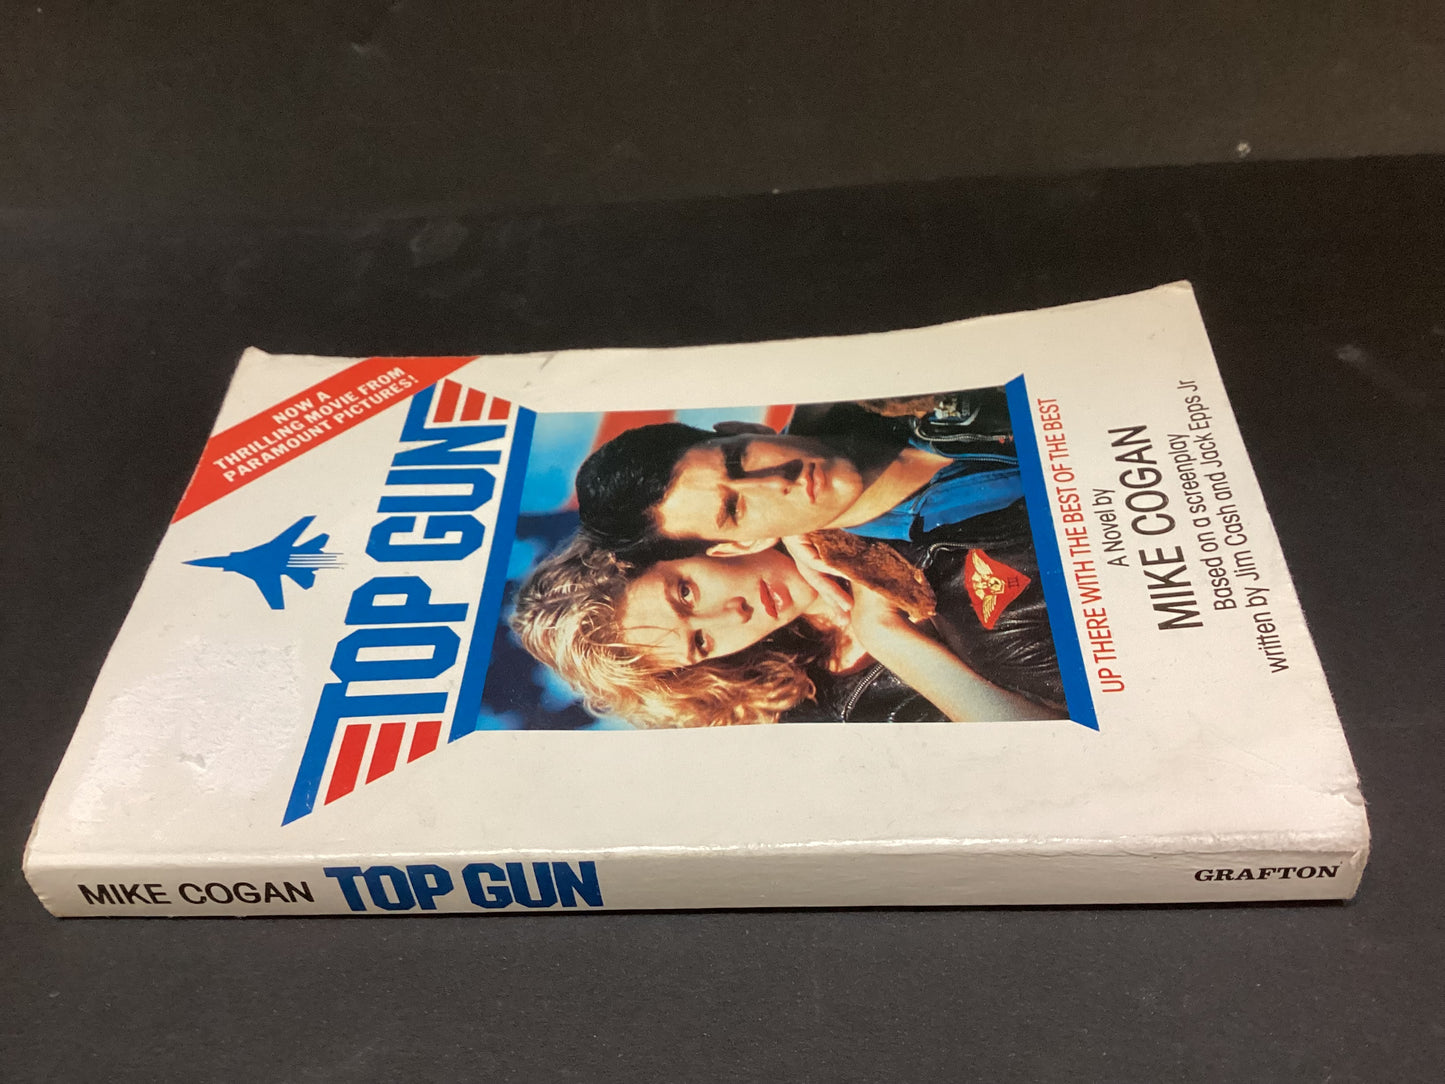 NOW A
THRILLING MOVIE FROM
PARAMOUNT PICTURES!
TOP GUN
UP THERE WITH THE BEST OF THE BEST
A Novel by
MIKE COGAN
Based on a screenplay
written by Jim Cash and Jack Epps Jr
MIKE COGAN TOP GUN GRAFTON